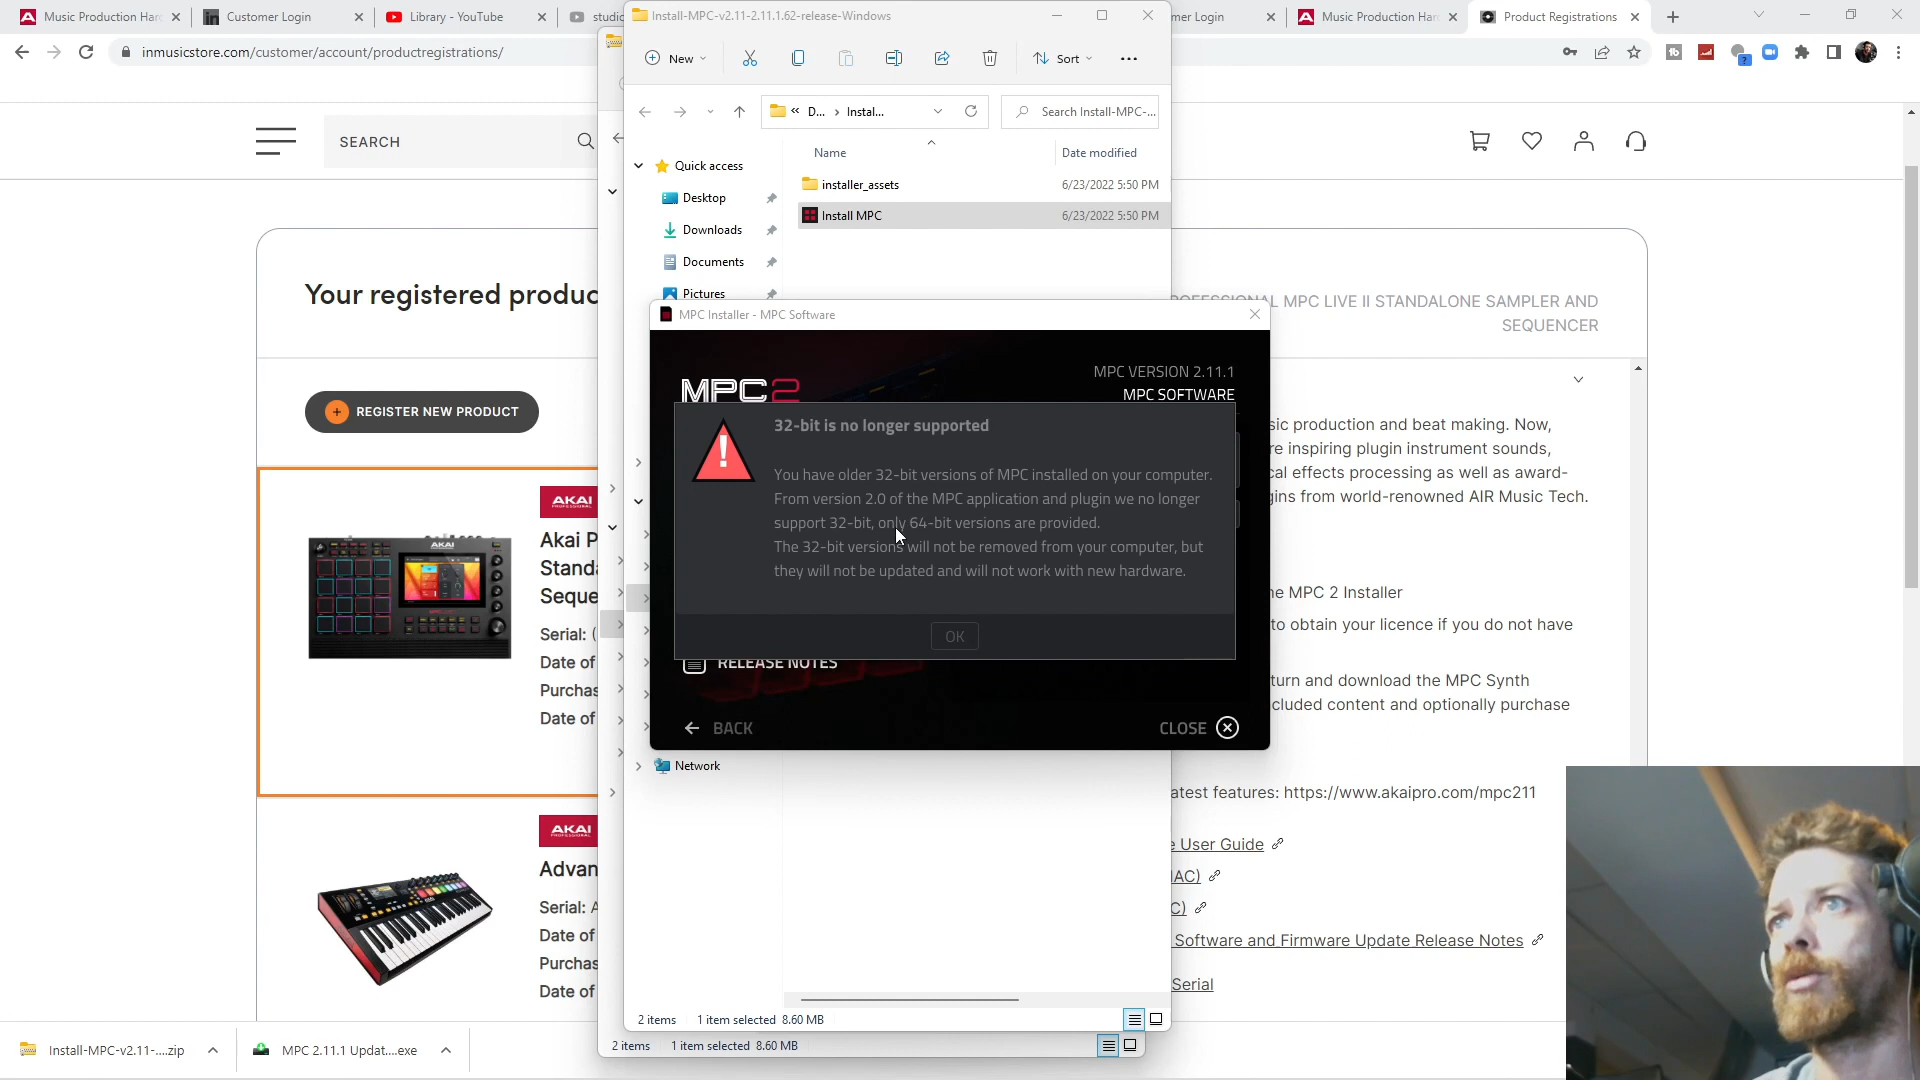 Music Production Har
Customer Login
Library - YouTube
studio
Install-MPC-v2.11-2.11.1.62-release-Windows
mer Login
Music Production Har
Product Registrations
inmusicstore.com/customer/account/productregistrations/
New
Sort
D...
Instal...
Search Install-MPC-...
SEARCH
Name
Date modified
Quick access
installer_assets
6/23/2022 5:50 PM
Desktop
Install MPC
6/23/2022 5:50 PM
Downloads
Documents
Pictures
Your registered produc
OFESSIONAL MPC LIVE II STANDALONE SAMPLER AND
SEQUENCER
MPC Installer - MPC Software
MPC2
MPC VERSION 2.11.1
MPC SOFTWARE
REGISTER NEW PRODUCT
32-bit is no longer supported
You have older 32-bit versions of MPC installed on your computer.
From version 2.0 of the MPC application and plugin we no longer
support 32-bit, only 64-bit versions are provided.
The 32-bit versions will not be removed from your computer, but
they will not be updated and will not work with new hardware.
OK
RELEASE NOTES
BACK
CLOSE
sic production and beat making. Now,
re inspiring plugin instrument sounds,
cal effects processing as well as award-
gins from world-renowned AIR Music Tech.
he MPC 2 Installer
to obtain your licence if you do not have
turn and download the MPC Synth
cluded content and optionally purchase
atest features: https://www.akaipro.com/mpc211
e User Guide
IAC)
C)
Software and Firmware Update Release Notes
Serial
AKAI
PROFESSIONAL
Akai P
Standa
Seque
Serial: (
Date of
Purchas
Date of
AKAI
Network
AKAI
PROFESSIONAL
Advan
Serial: A
Date of
Purchas
Date of
2 items
1 item selected 8.60 MB
2 items
1 item selected 8.60 MB
Install-MPC-v2.11-....zip
MPC 2.11.1 Updat....exe